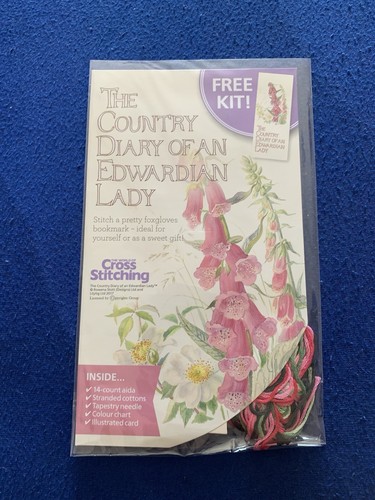 THE
COUNTRY
DIARY OF AN
EDWARDIAN
LADY
Stitch a pretty foxgloves
bookmark – ideal for
yourself or as a sweet gift!
FREE
KIT!
THE
COUNTRY
DIARY OF AN
EDWARDIAN
LADY
Cross
Stitching
The Country Diary of an Edwardian Lady™
INSIDE...
✓ 14-count aida
✓ Stranded cottons
✓ Tapestry needle
✓ Colour chart
✓ Illustrated card